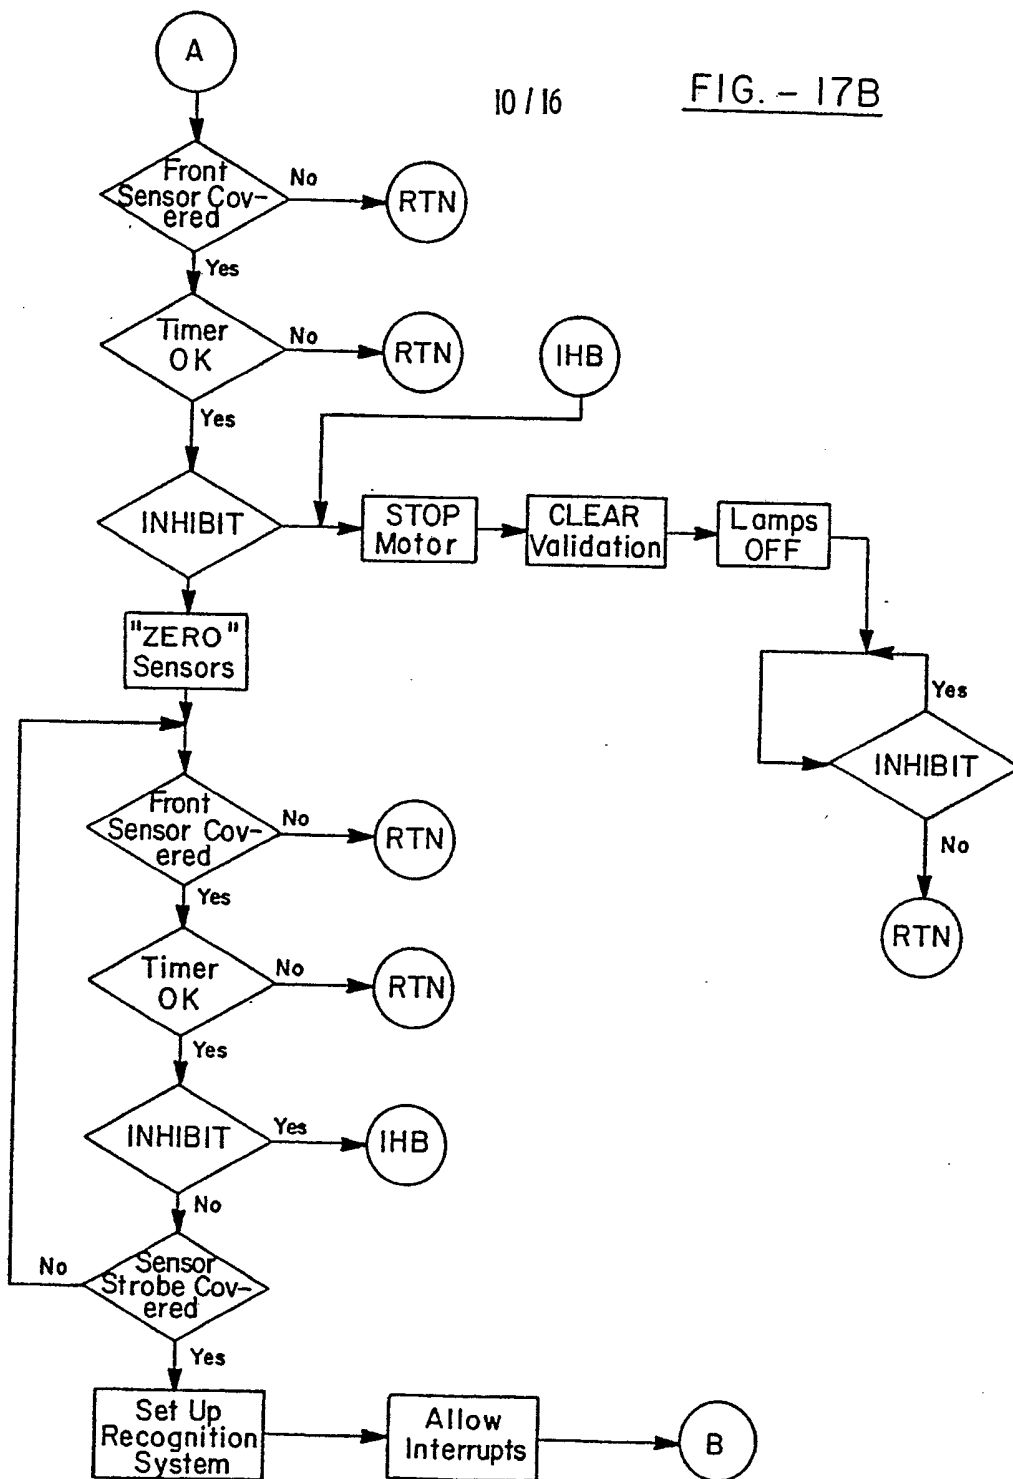 A
10 / 16
FIG. - 17B
Front
Sensor Cov-
ered
No
RTN
Yes
Timer
OK
No
RTN
IHB
Yes
INHIBIT
STOP
Motor
CLEAR
Validation
Lamps
OFF
"ZERO"
Sensors
Yes
INHIBIT
No
RTN
Front
Sensor Cov-
ered
No
RTN
Yes
Timer
OK
No
RTN
Yes
INHIBIT
Yes
IHB
No
Sensor
Strobe Cov-
ered
No
Yes
Set Up
Recognition
System
Allow
Interrupts
B